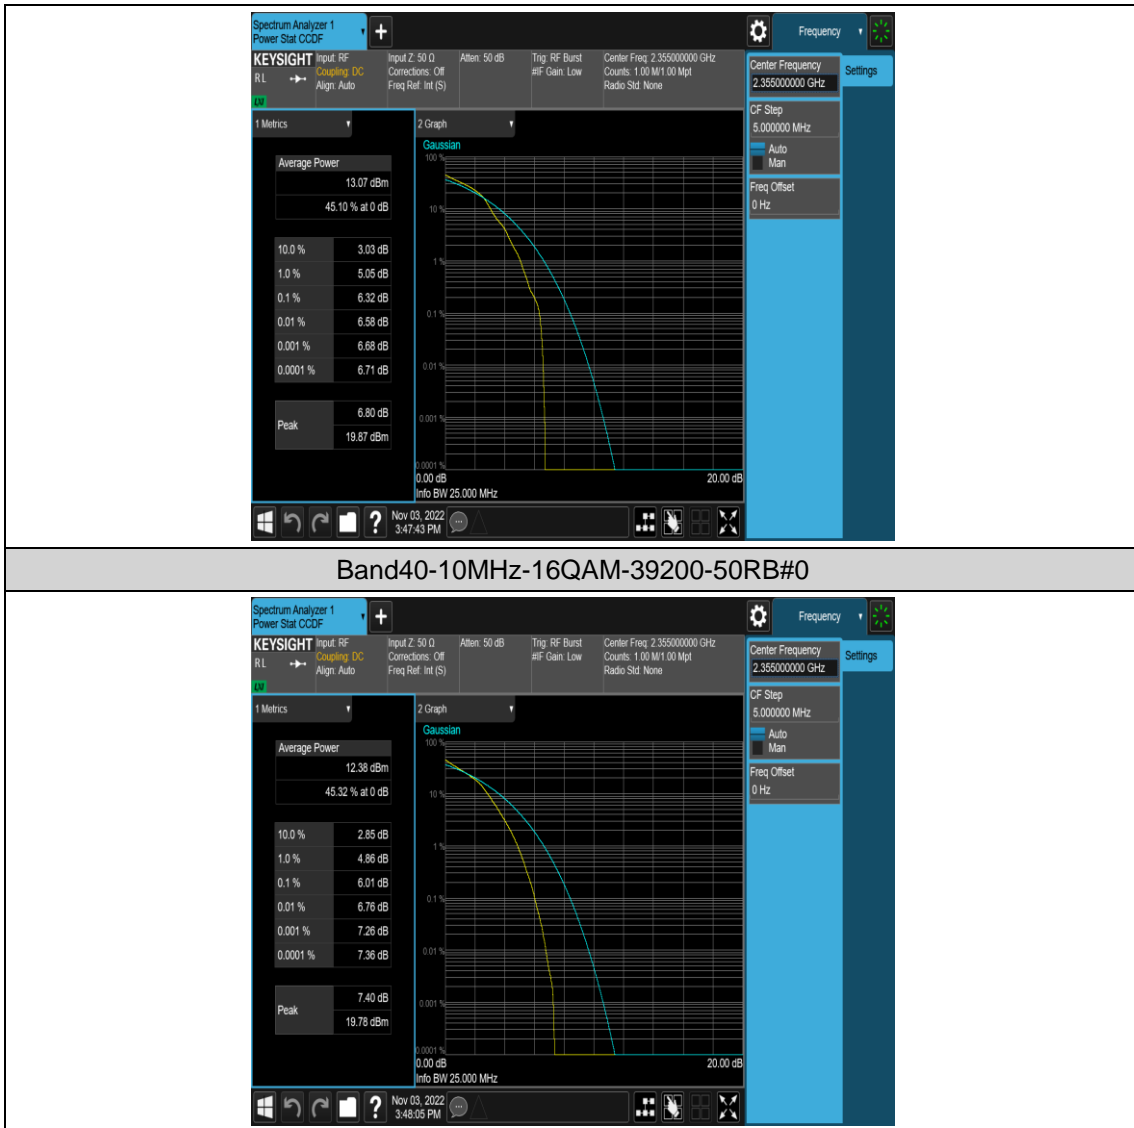 Spectrum Analyzer 1
Power Stat CCDF
+
Frequency
KEYSIGHT
RL
LXI
Input: RF
Coupling: DC
Align: Auto
Input Z: 50 Ω
Corrections: Off
Freq Ref: Int (S)
Atten: 50 dB
Trig: RF Burst
#IF Gain: Low
Center Freq: 2.355000000 GHz
Counts: 1.00 M/1.00 Mpt
Radio Std: None
Center Frequency
2.355000000 GHz
Settings
CF Step
5.000000 MHz
Auto
Man
Freq Offset
0 Hz
1 Metrics
Average Power
13.07 dBm
45.10 % at 0 dB
10.0 % 3.03 dB
1.0 % 5.05 dB
0.1 % 6.32 dB
0.01 % 6.58 dB
0.001 % 6.68 dB
0.0001 % 6.71 dB
Peak
6.80 dB
19.87 dBm
2 Graph
Gaussian
100 %
10 %
1 %
0.1 %
0.01 %
0.001 %
0.0001 %
0.00 dB
20.00 dB
Info BW 25.000 MHz
?
Nov 03, 2022
3:47:43 PM
Band40-10MHz-16QAM-39200-50RB#0
Spectrum Analyzer 1
Power Stat CCDF
+
Frequency
KEYSIGHT
RL
LXI
Input: RF
Coupling: DC
Align: Auto
Input Z: 50 Ω
Corrections: Off
Freq Ref: Int (S)
Atten: 50 dB
Trig: RF Burst
#IF Gain: Low
Center Freq: 2.355000000 GHz
Counts: 1.00 M/1.00 Mpt
Radio Std: None
Center Frequency
2.355000000 GHz
Settings
CF Step
5.000000 MHz
Auto
Man
Freq Offset
0 Hz
1 Metrics
Average Power
12.38 dBm
45.32 % at 0 dB
10.0 % 2.85 dB
1.0 % 4.86 dB
0.1 % 6.01 dB
0.01 % 6.76 dB
0.001 % 7.26 dB
0.0001 % 7.36 dB
Peak
7.40 dB
19.78 dBm
2 Graph
Gaussian
100 %
10 %
1 %
0.1 %
0.01 %
0.001 %
0.0001 %
0.00 dB
20.00 dB
Info BW 25.000 MHz
?
Nov 03, 2022
3:48:05 PM